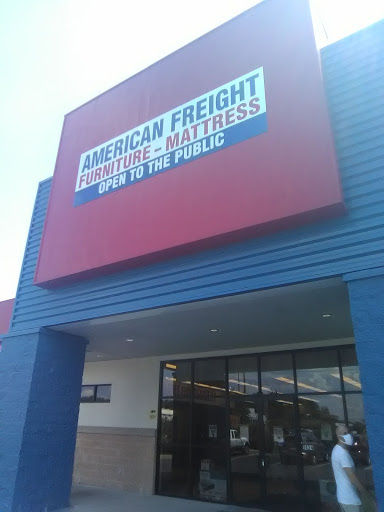 AMERICAN FREIGHT
FURNITURE - MATTRESS
OPEN TO THE PUBLIC